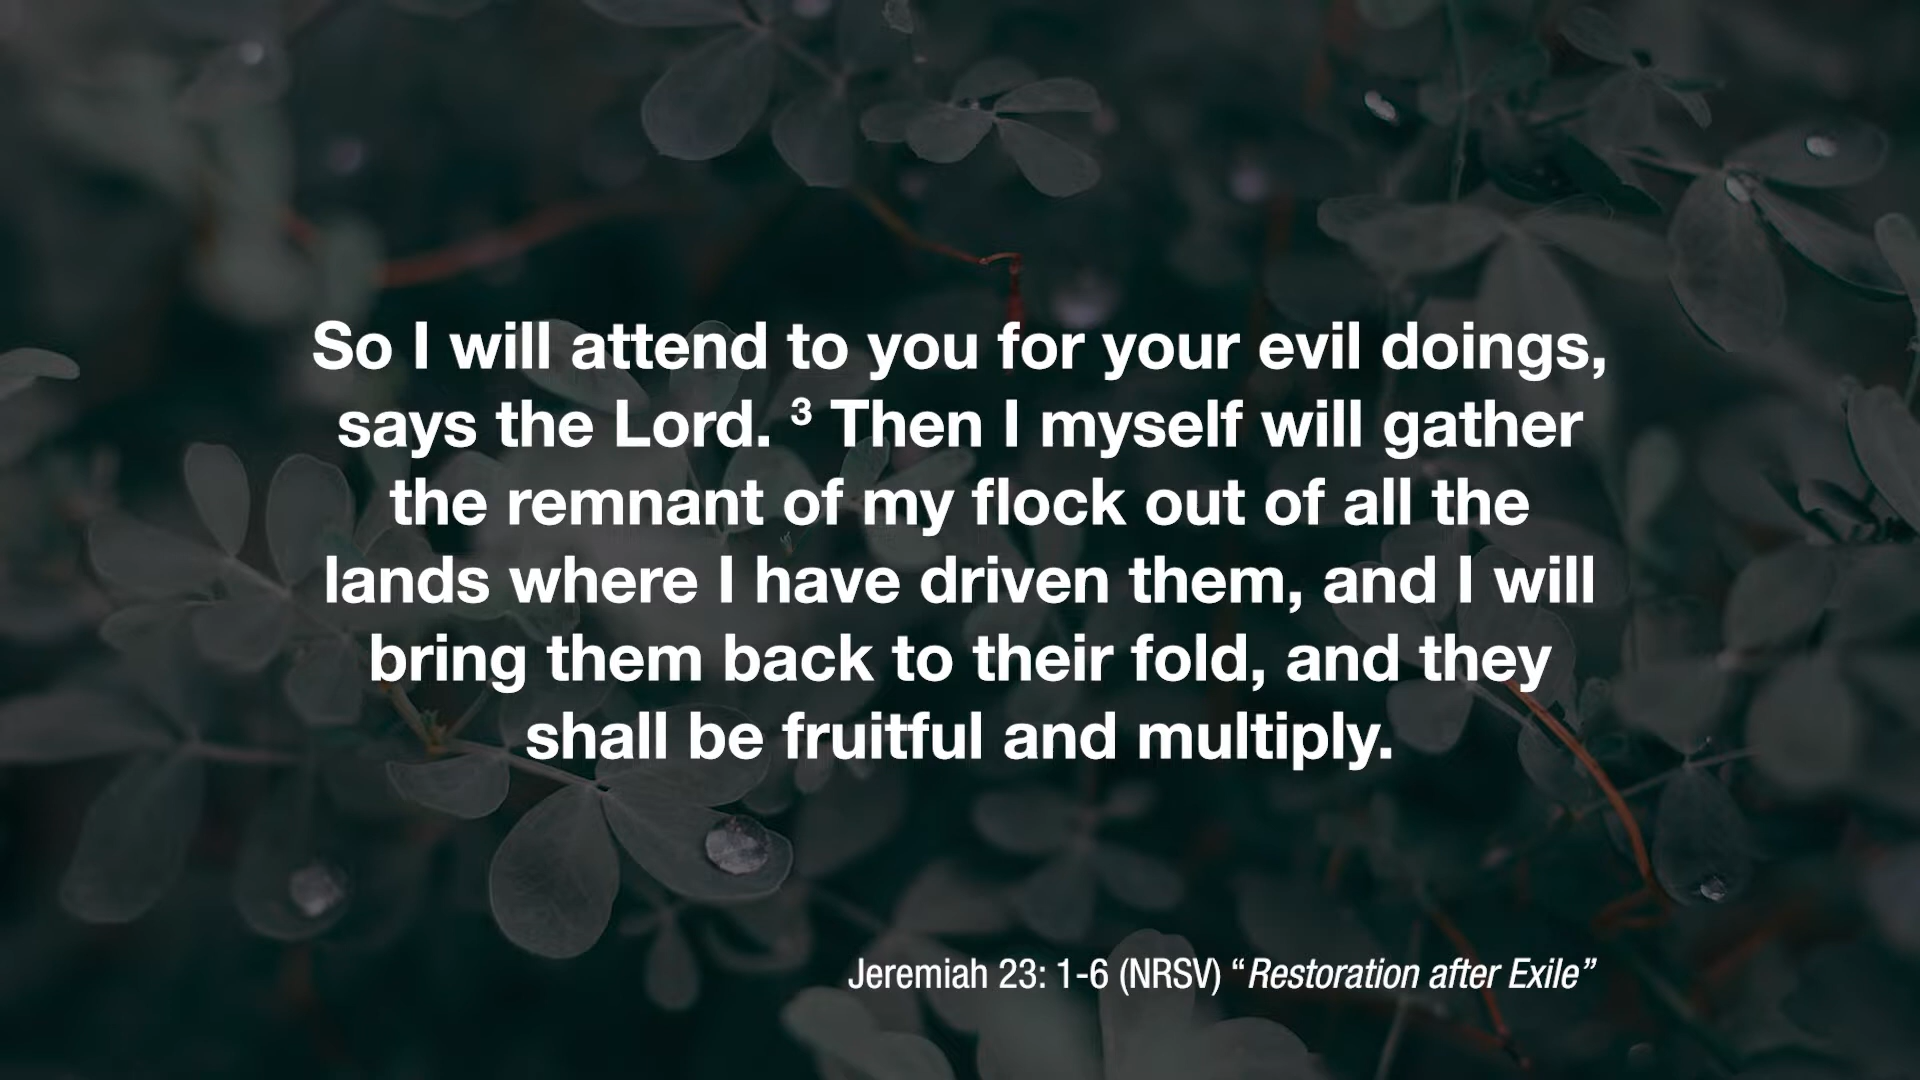 So I will attend to you for your evil doings,
says the Lord. ³ Then I myself will gather
the remnant of my flock out of all the
lands where I have driven them, and I will
bring them back to their fold, and they
shall be fruitful and multiply.
Jeremiah 23: 1-6 (NRSV) “Restoration after Exile”